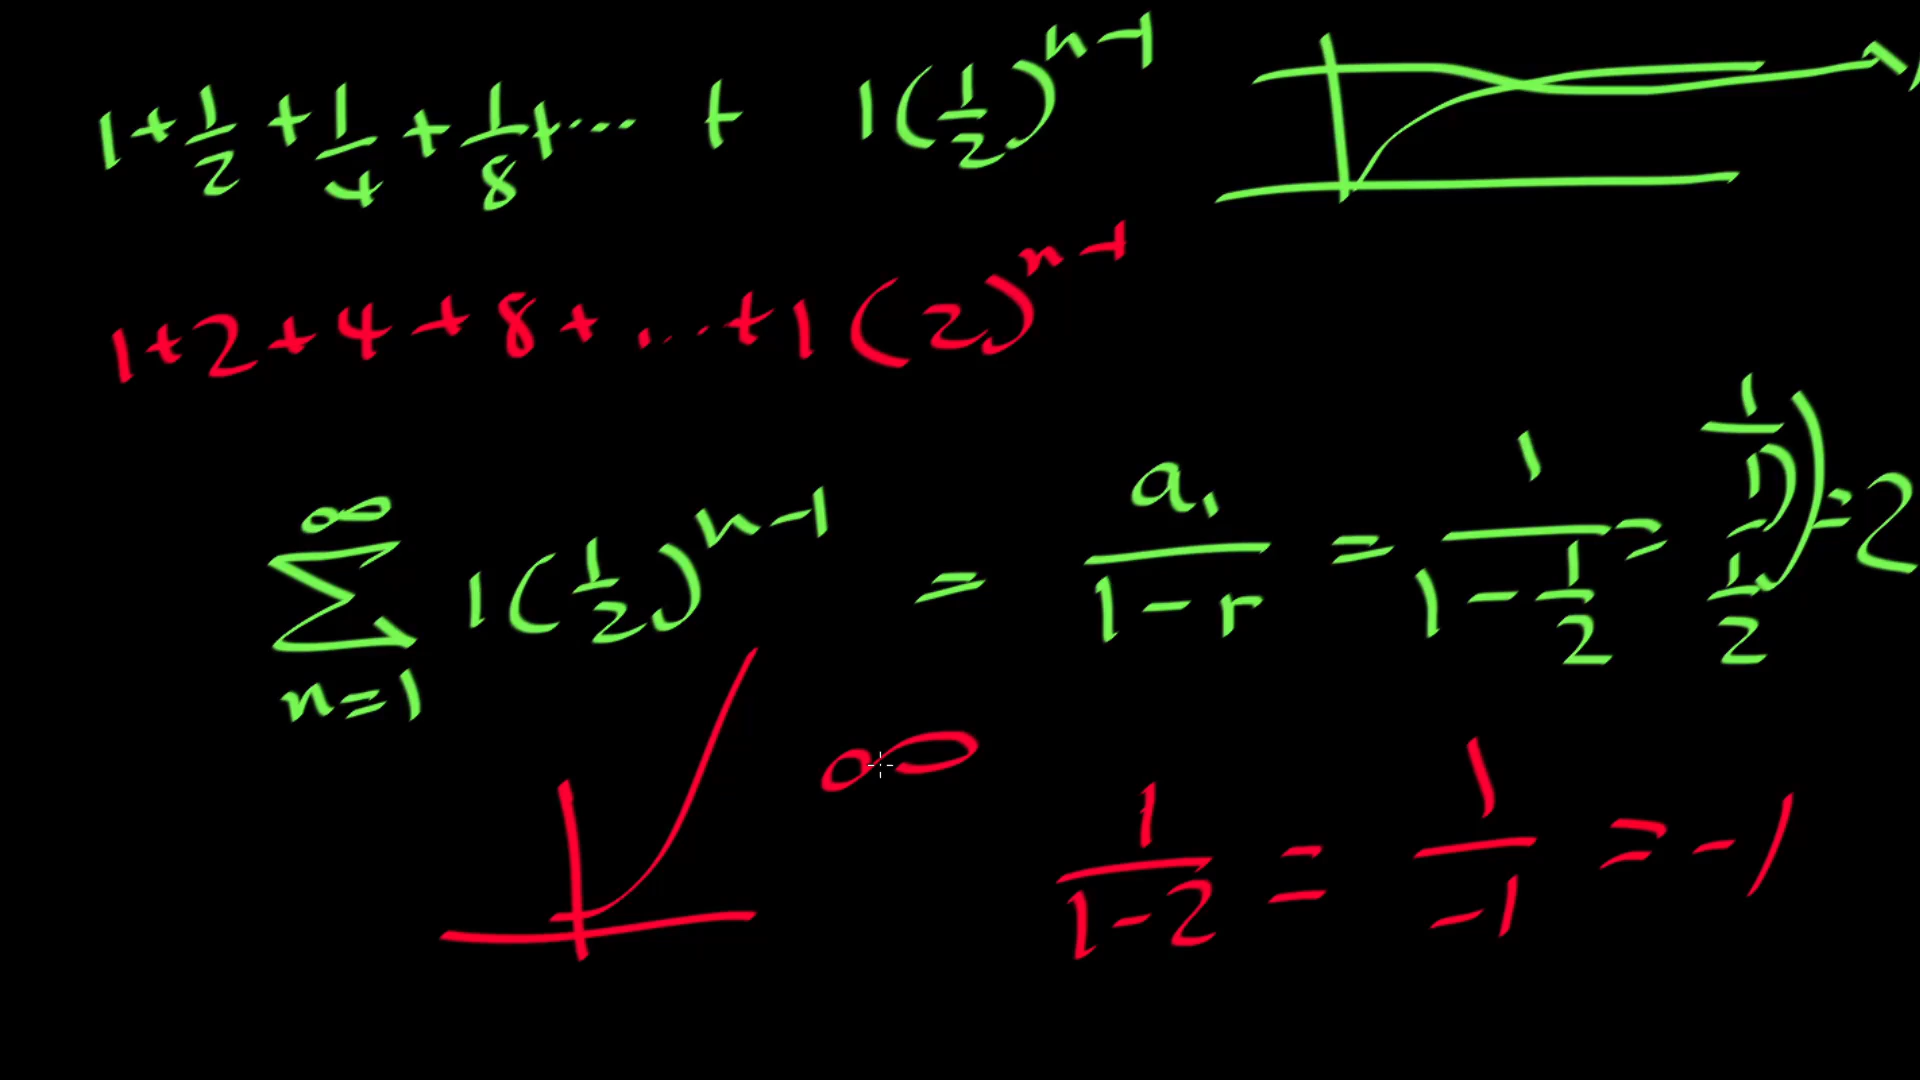 1 + 1/2 + 1/4 + 1/8 + ... + 1(1/2)^(n-1)
1 + 2 + 4 + 8 + ... + 1(2)^(n-1)
∞
∑ 1(1/2)^(n-1) = a₁/(1-r) = 1/(1-1/2) = (1/1)/(1/2) = 2
n=1
∞
1/(1-2) = 1/-1 = -1